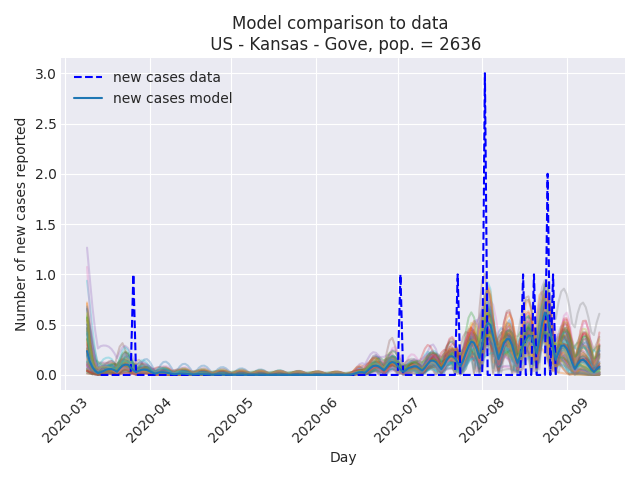 Model comparison to data
US - Kansas - Gove, pop. = 2636
new cases data
new cases model
Number of new cases reported
3.0
2.5
2.0
1.5
1.0
0.5
0.0
2020-03
2020-04
2020-05
2020-06
2020-07
2020-08
2020-09
Day